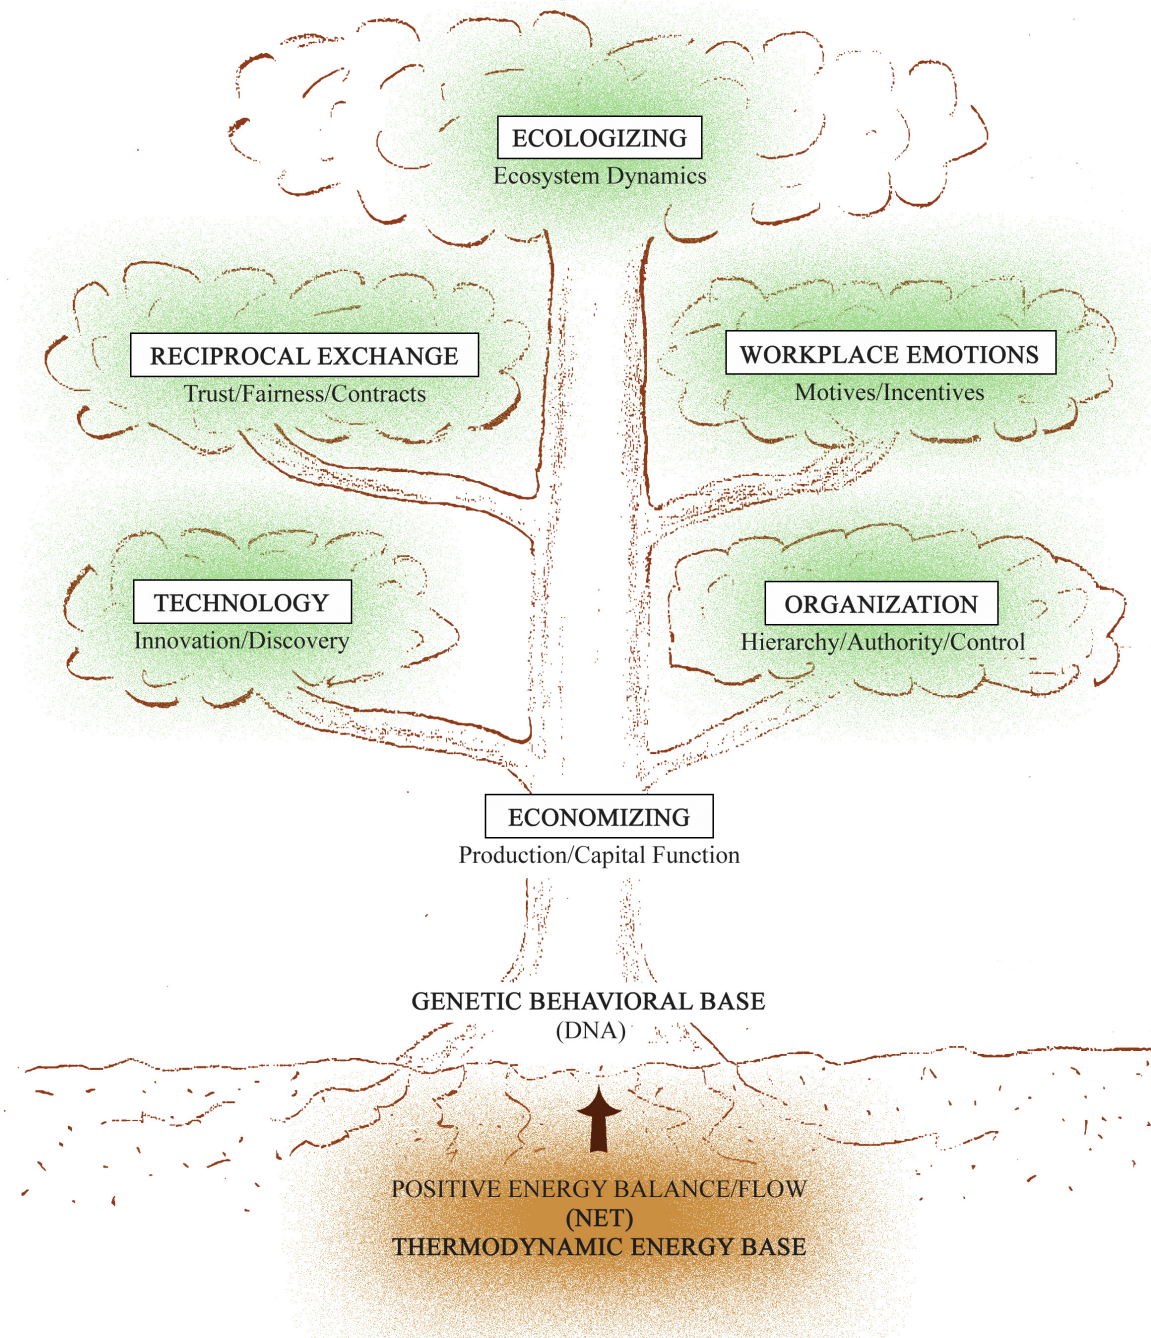 ECOLOGIZING
Ecosystem Dynamics
RECIPROCAL EXCHANGE
Trust/Fairness/Contracts
WORKPLACE EMOTIONS
Motives/Incentives
TECHNOLOGY
Innovation/Discovery
ORGANIZATION
Hierarchy/Authority/Control
ECONOMIZING
Production/Capital Function
GENETIC BEHAVIORAL BASE
(DNA)
POSITIVE ENERGY BALANCE/FLOW
(NET)
THERMODYNAMIC ENERGY BASE